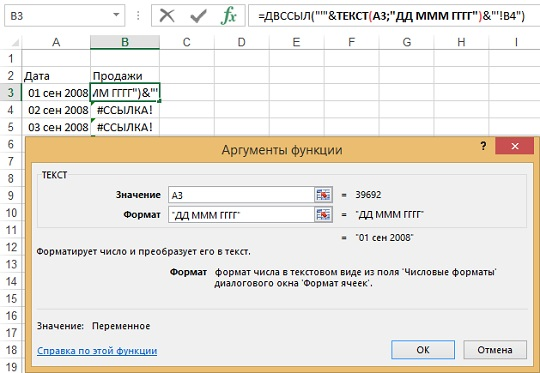 B3 =ДВССЫЛ("'"&ТЕКСТ(A3;"ДД МММ ГГГГ")&"'!B4")
A B C D E F G H I
1
2 Дата Продажи
3 01 сен 2008 ИМ ГГГГ")&"'
4 02 сен 2008 #ССЫЛКА!
5 03 сен 2008 #ССЫЛКА!
6
7
8
9
10
11
12
13
14
15
16
17
18
19
Аргументы функции ? ×
ТЕКСТ
Значение A3 = 39692
Формат "ДД МММ ГГГГ" = "ДД МММ ГГГГ"
= "01 сен 2008"
Форматирует число и преобразует его в текст.
Формат формат числа в текстовом виде из поля 'Числовые форматы'
диалогового окна 'Формат ячеек'.
Значение: Переменное
Справка по этой функции ОК Отмена